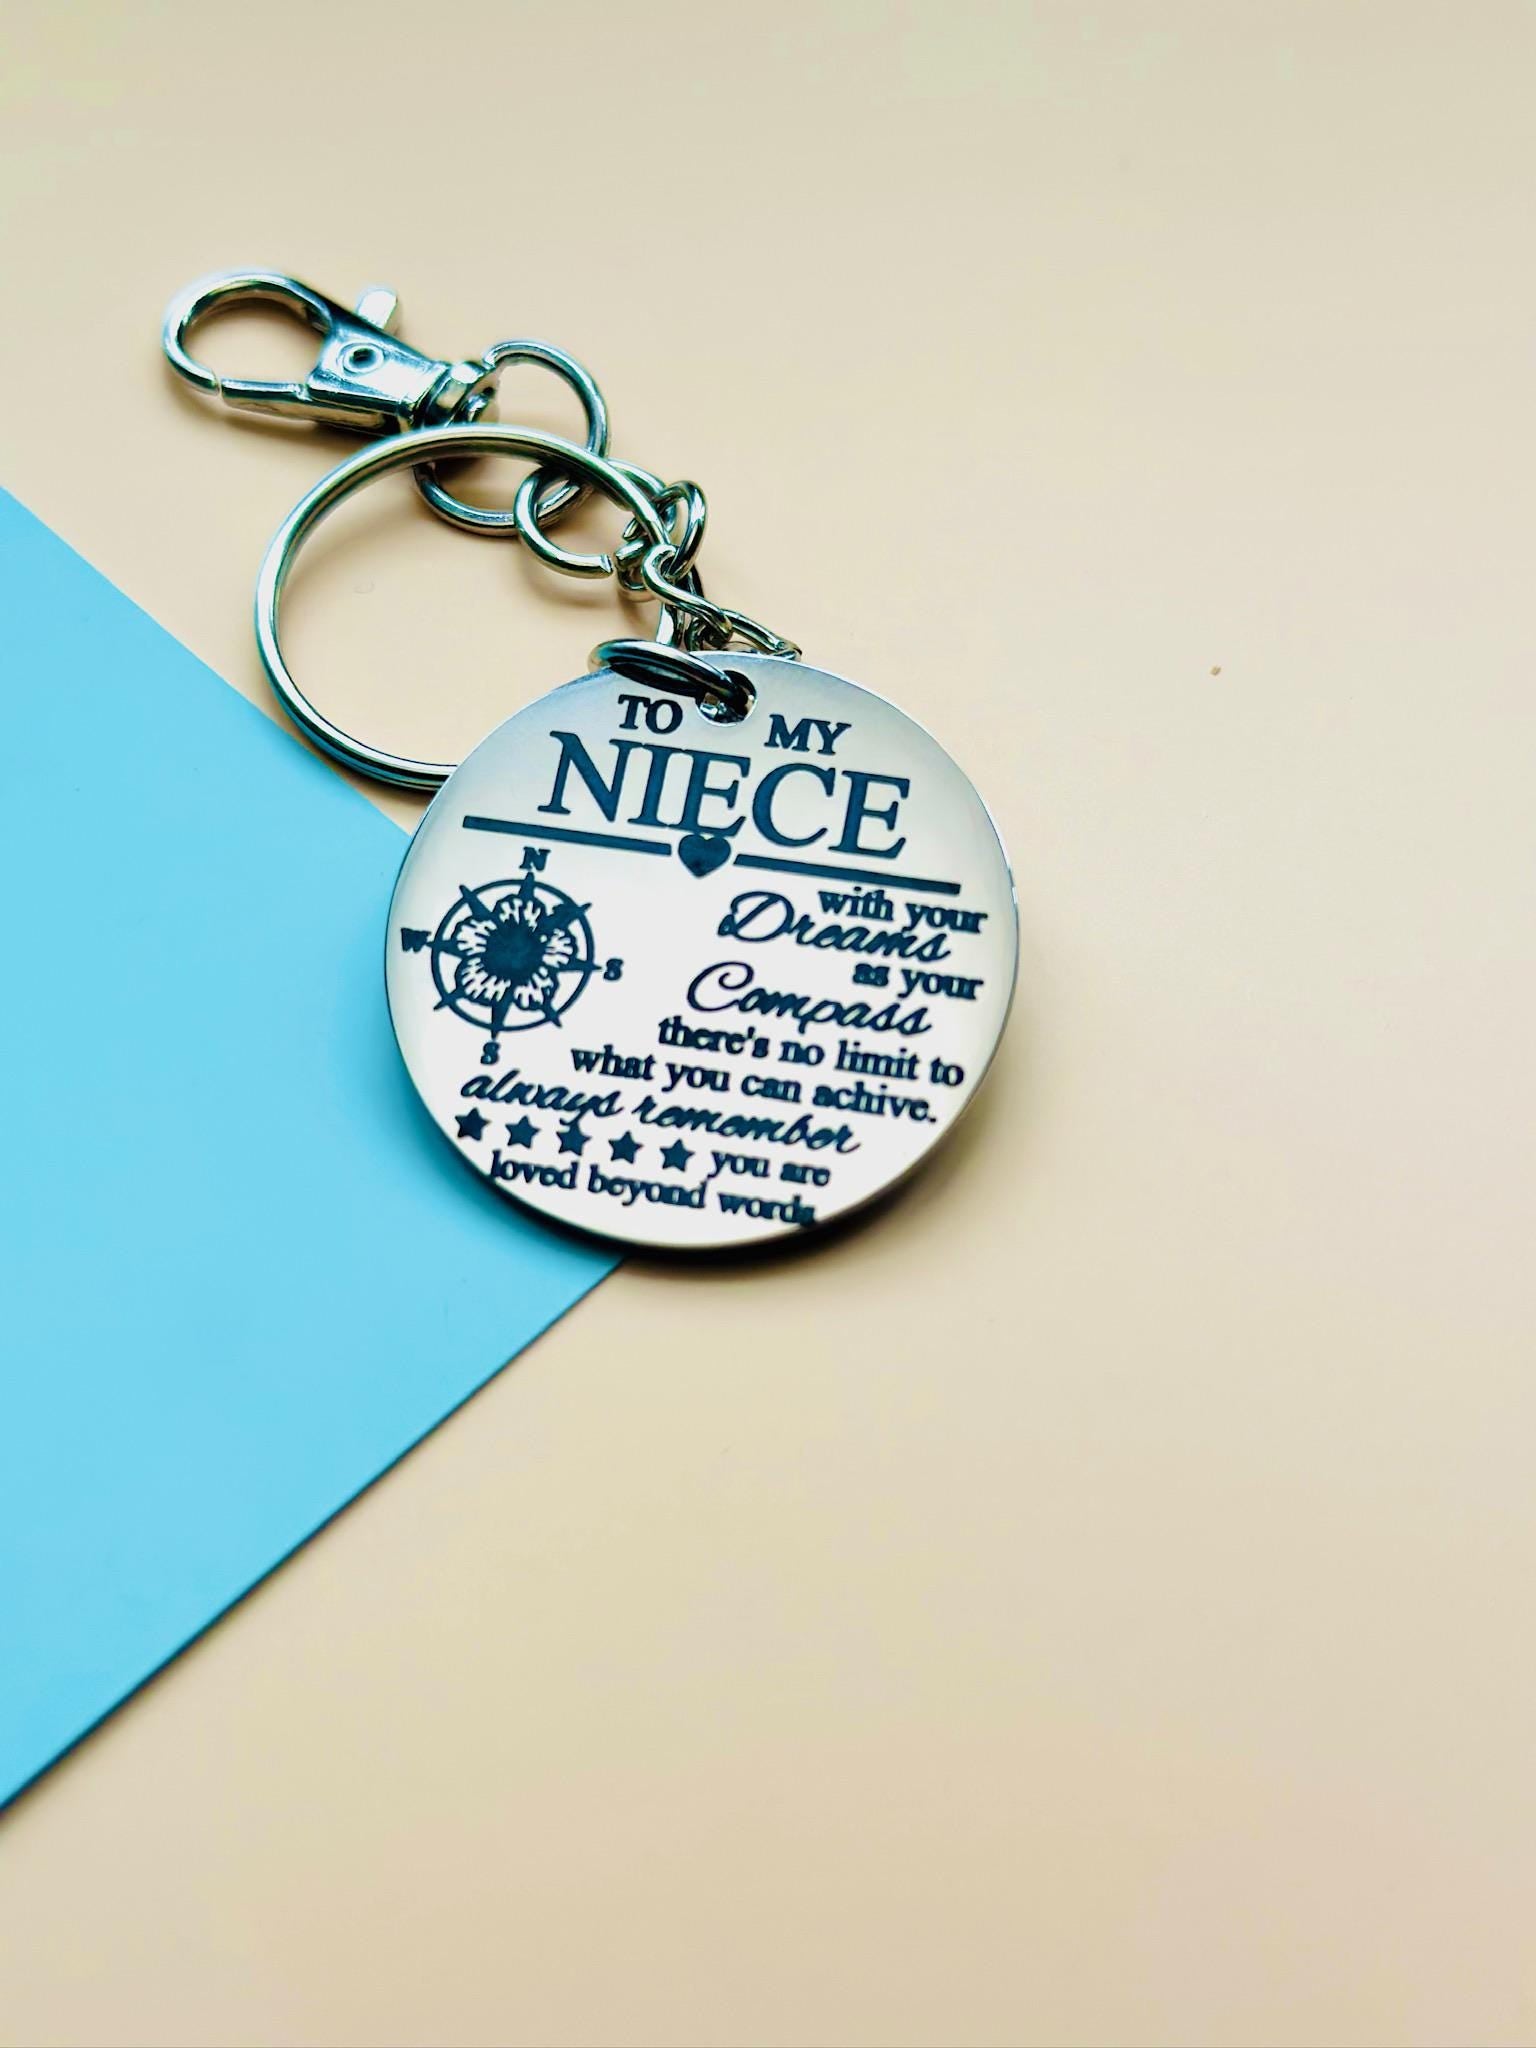 TO MY
NIECE
N
W
S
S
with your
Dreams
as your
Compass
there's no limit to
what you can achive.
always remember
you are
loved beyond words.